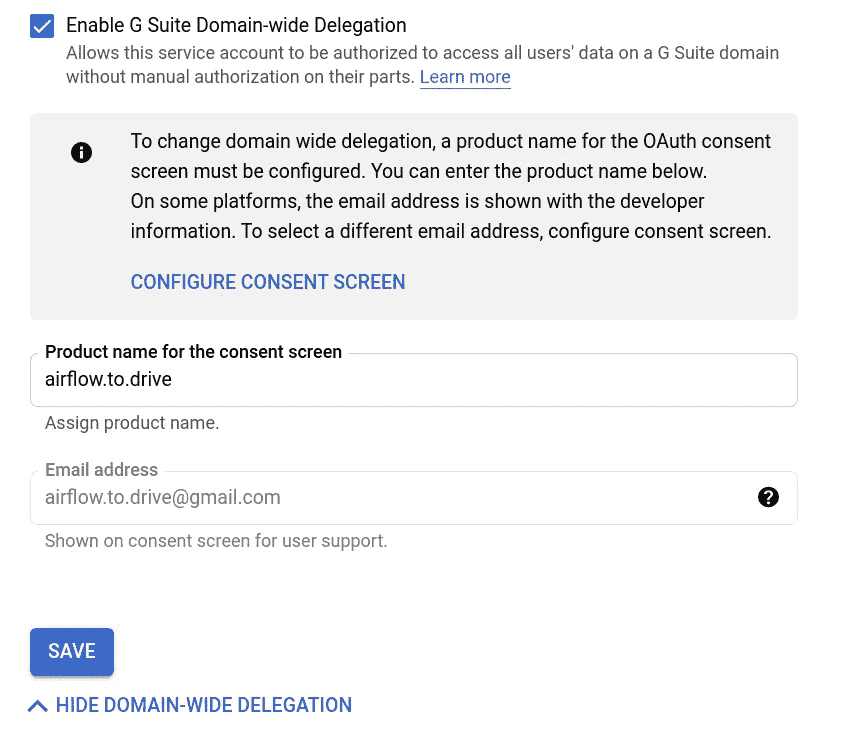 Enable G Suite Domain-wide Delegation
Allows this service account to be authorized to access all users' data on a G Suite domain
without manual authorization on their parts. Learn more
To change domain wide delegation, a product name for the OAuth consent
screen must be configured. You can enter the product name below.
On some platforms, the email address is shown with the developer
information. To select a different email address, configure consent screen.
CONFIGURE CONSENT SCREEN
Product name for the consent screen
airflow.to.drive
Assign product name.
Email address
airflow.to.drive@gmail.com
Shown on consent screen for user support.
SAVE
HIDE DOMAIN-WIDE DELEGATION